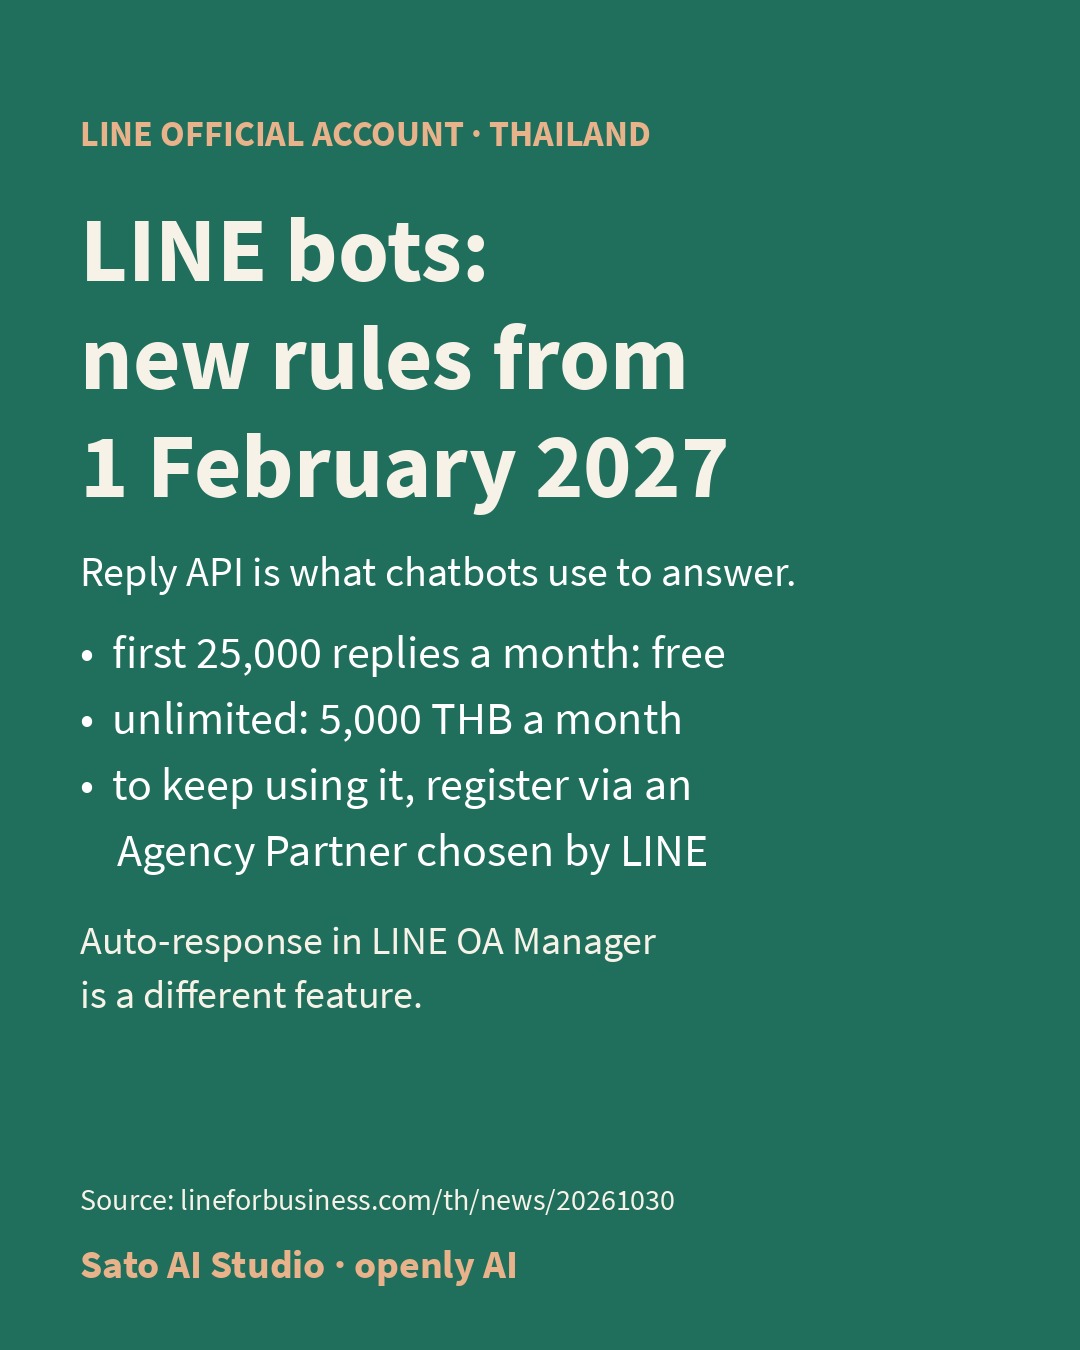 LINE OFFICIAL ACCOUNT · THAILAND
LINE bots:
new rules from
1 February 2027
Reply API is what chatbots use to answer.
• first 25,000 replies a month: free
• unlimited: 5,000 THB a month
• to keep using it, register via an
Agency Partner chosen by LINE
Auto-response in LINE OA Manager
is a different feature.
Source: lineforbusiness.com/th/news/20261030
Sato AI Studio · openly AI